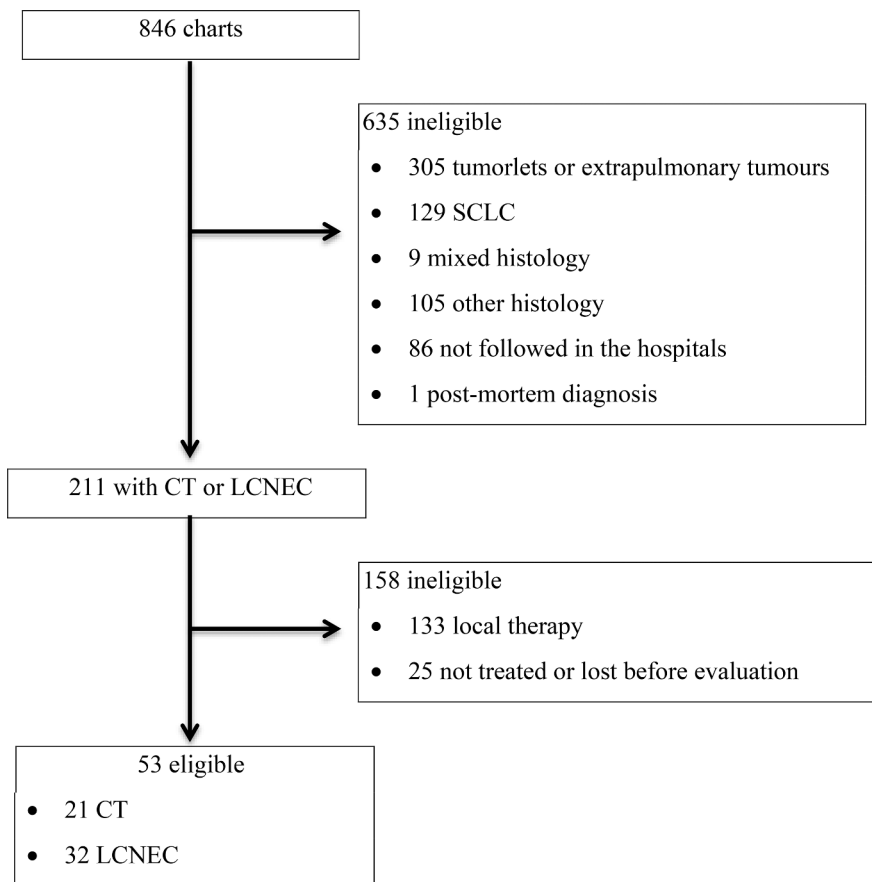 846 charts
635 ineligible
• 305 tumorlets or extrapulmonary tumours
• 129 SCLC
• 9 mixed histology
• 105 other histology
• 86 not followed in the hospitals
• 1 post-mortem diagnosis
211 with CT or LCNEC
158 ineligible
• 133 local therapy
• 25 not treated or lost before evaluation
53 eligible
• 21 CT
• 32 LCNEC